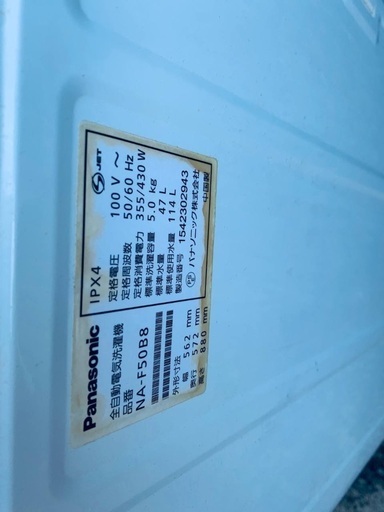 Panasonic
全自動電気洗濯機
品番
NA-F50B8
外形寸法
幅 562 mm
奥行 572 mm
高さ 880 mm
IPX4
JET
定格電圧 100 V ～
定格周波数 50/60 Hz
定格消費電力 355/430 W
標準洗濯容量 5.0 kg
標準水量 47 L
標準使用水量 114 L
製造番号 1542302943
パナソニック株式会社
中国製